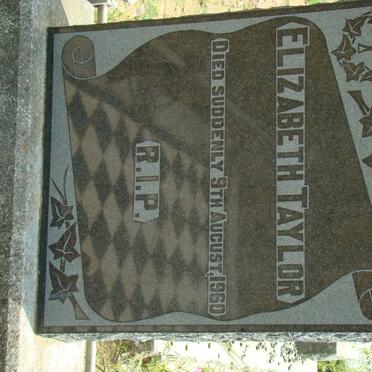 ELIZABETH TAYLOR
DIED SUDDENLY 9TH AUGUST, 1960
R.I.P.